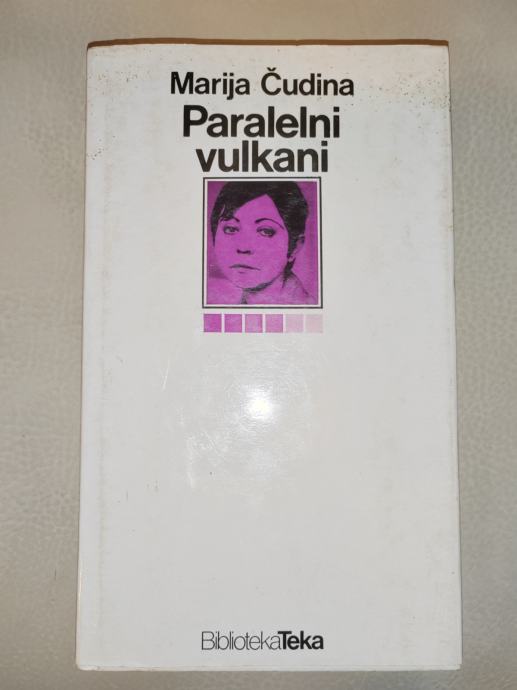 Marija Čudina
Paralelni
vulkani
BibliotekaTeka